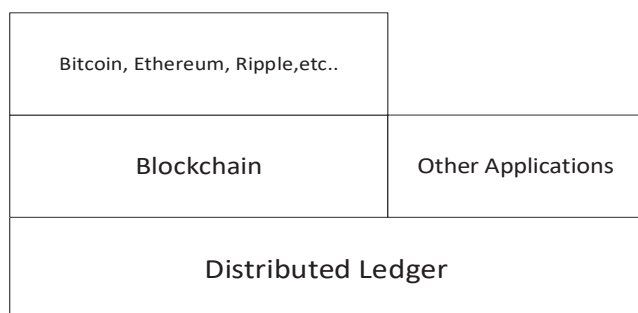 Bitcoin, Ethereum, Ripple,etc..
Blockchain
Other Applications
Distributed Ledger